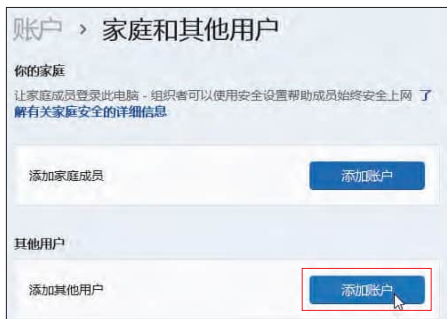 账户 › 家庭和其他用户
你的家庭
让家庭成员登录此电脑 - 组织者可以使用安全设置帮助成员始终安全上网 了
解有关家庭安全的详细信息
添加家庭成员 添加账户
其他用户
添加其他用户 添加账户